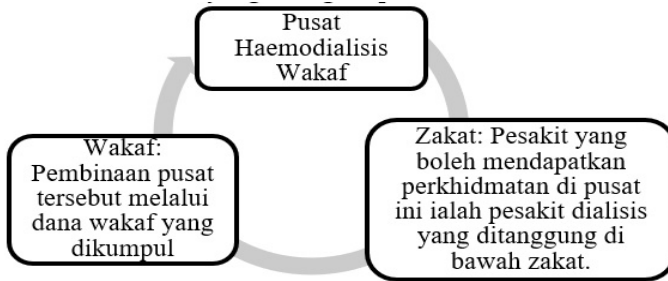 Pusat
Haemodialisis
Wakaf
Wakaf:
Pembinaan pusat
tersebut melalui
dana wakaf yang
dikumpul
Zakat: Pesakit yang
boleh mendapatkan
perkhidmatan di pusat
ini ialah pesakit dialisis
yang ditanggung di
bawah zakat.